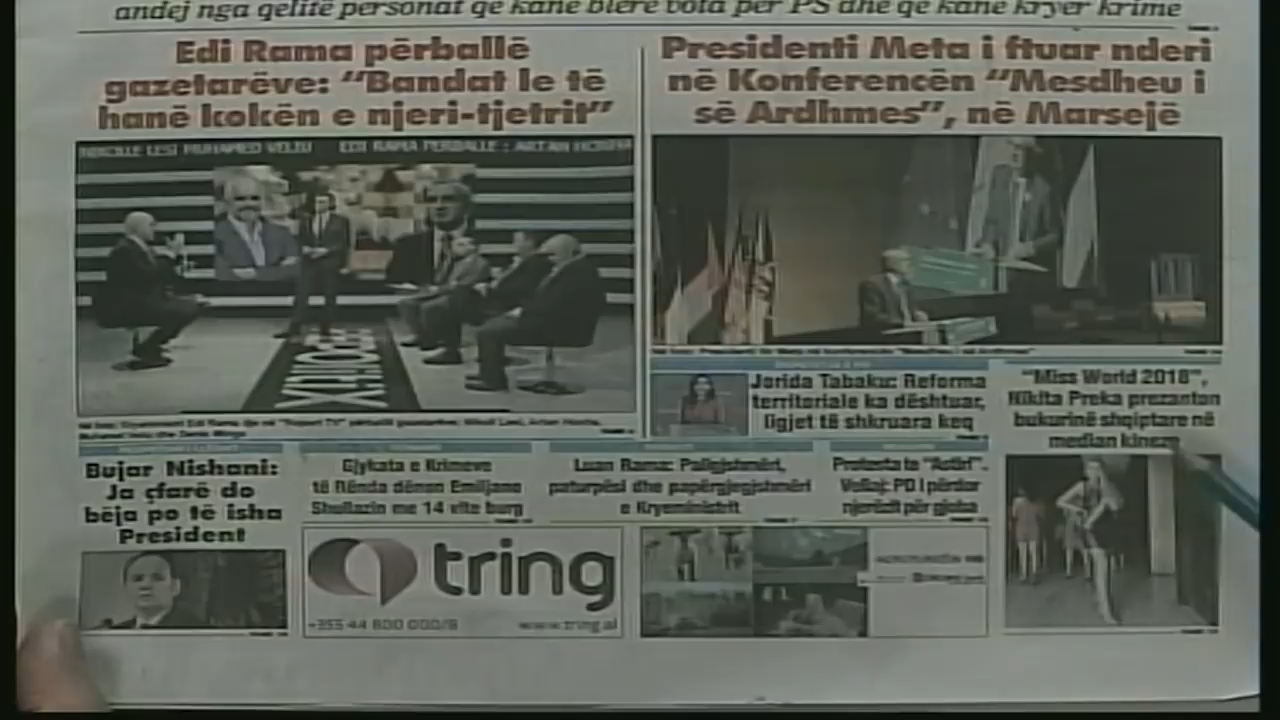 andej nga qelitë personat që kanë blerë vota për PS dhe që kanë kryer krime
Edi Rama përballë
gazetarëve: “Bandat le të
hanë kokën e njeri-tjetrit”
Presidenti Meta i ftuar nderi
në Konferencën “Mesdheu i
së Ardhmes”, në Marsejë
EDI RAMA PERBALLE : ARTAN HOXHA
Jorida Tabaku: Reforma
territoriale ka dështuar,
ligjet të shkruara keq
“Miss World 2018”,
Nikita Preka prezanton
bukurinë shqiptare në
median kineze
Bujar Nishani:
Ja çfarë do
bëja po të isha
President
Gjykata e Krimeve
të Rënda dënon Emiljano
Shullazin me 14 vite burg
Luan Rama: Paligjshmëri,
paturpësi dhe papërgjegjshmëri
e Kryeministrit
Protesta te “Astiri”,
Veliaj: PD i përdor
njerëzit për gjoba
tring
+355 44 800 000/8
www.tring.al